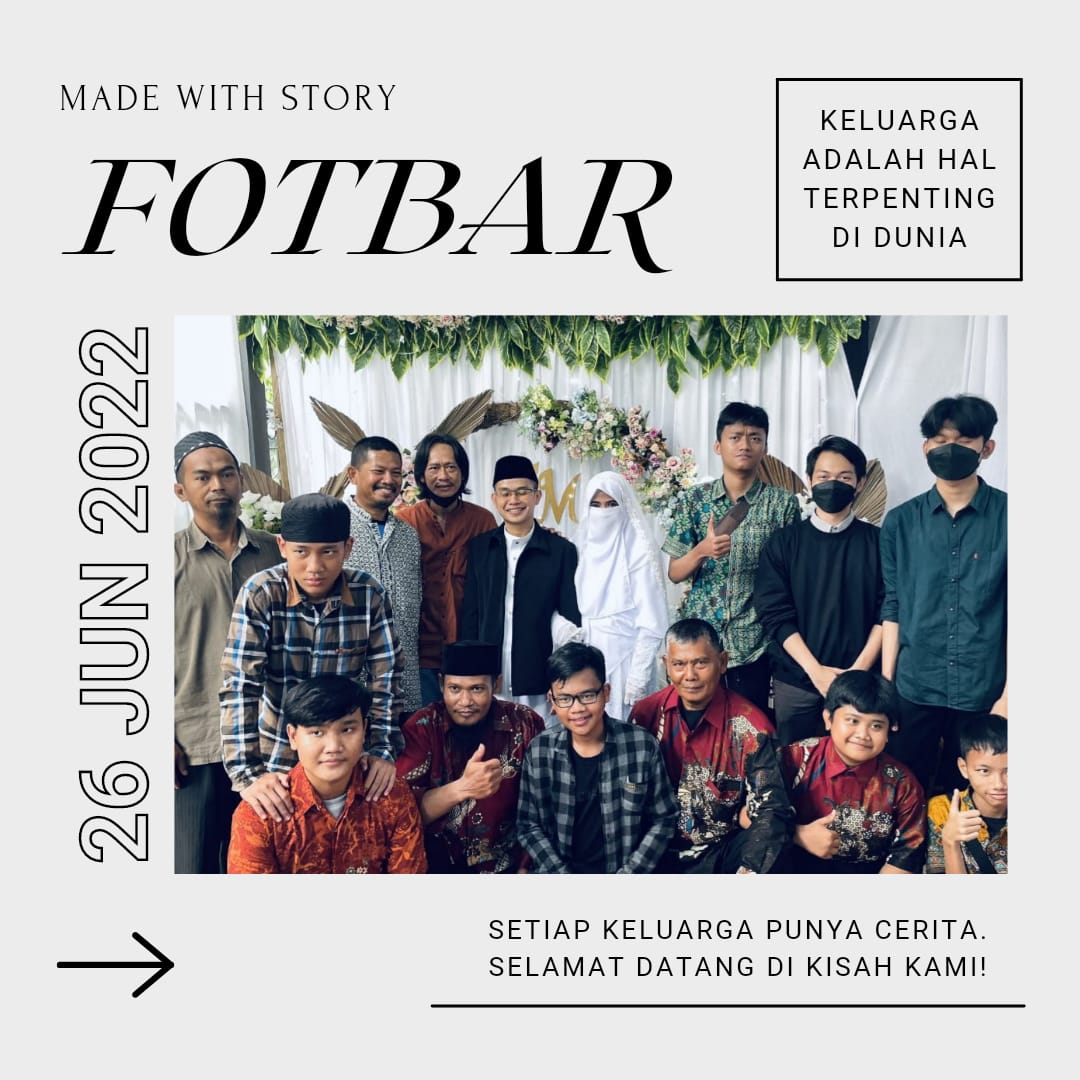 MADE WITH STORY
FOTBAR
KELUARGA
ADALAH HAL
TERPENTING
DI DUNIA
26 JUN 2022
M
SETIAP KELUARGA PUNYA CERITA.
SELAMAT DATANG DI KISAH KAMI!